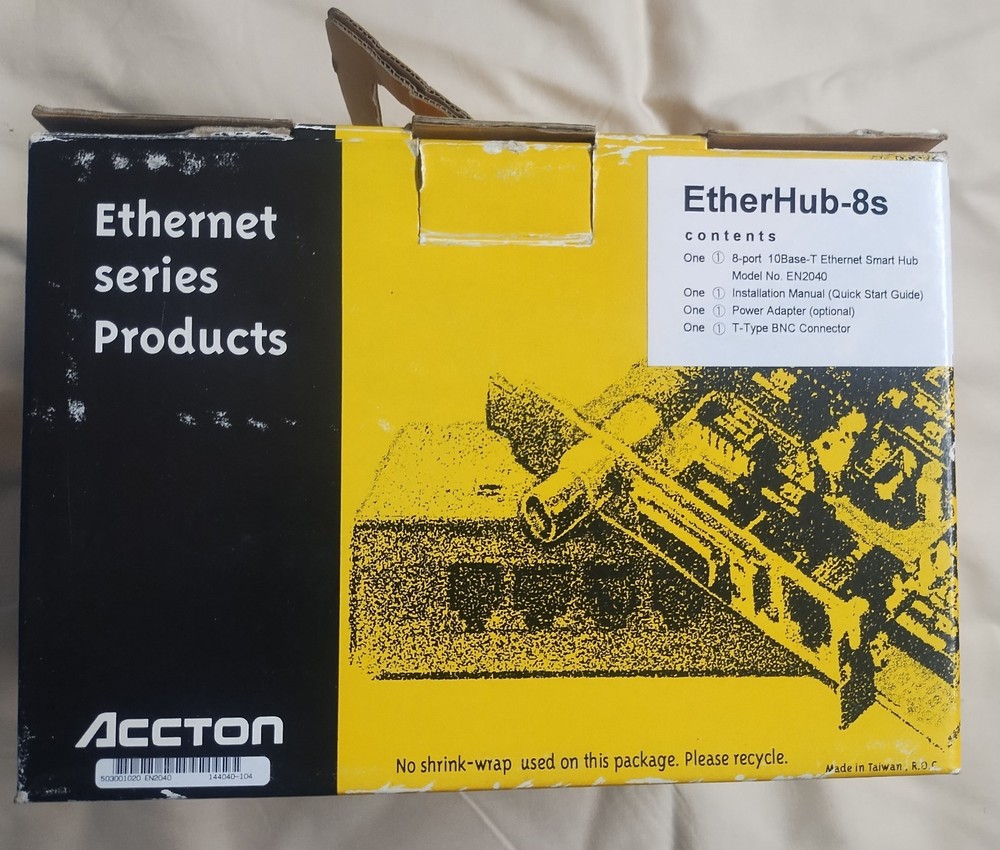 Ethernet
series
Products
EtherHub-8s
contents
One ① 8-port 10Base-T Ethernet Smart Hub
Model No. EN2040
One ① Installation Manual (Quick Start Guide)
One ① Power Adapter (optional)
One ① T-Type BNC Connector
ACCTON
503001020 EN2040 144040-104
No shrink-wrap used on this package. Please recycle.
Made in Taiwan, R.O.C